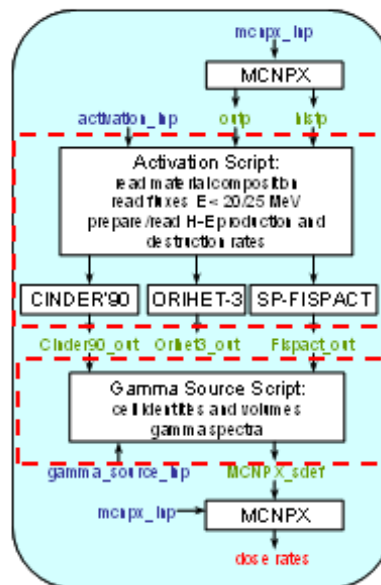 mcnpx_inp
MCNPX
activation_inp outp histp
Activation Script:
read material composition
read fluxes E < 20/25 MeV
prepare/read H-E production and
destruction rates
CINDER'90 ORIHET-3 SP-FISPACT
Cinder90_out Orihet3_out Fispact_out
Gamma Source Script:
cell identites and volumes
gamma spectra
gamma_source_inp MCNPX_sdef
mcnpx_inp MCNPX
dose rates